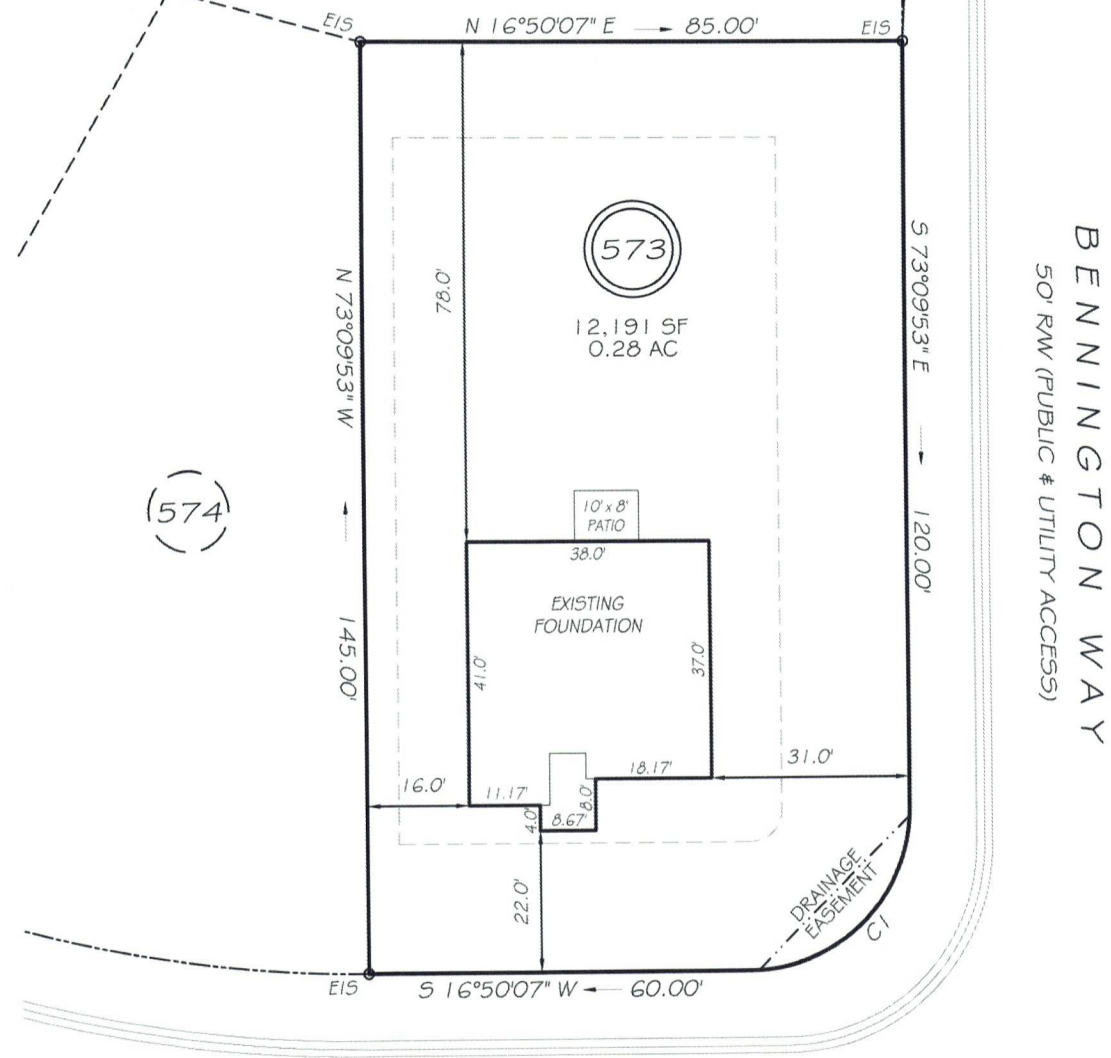 EIS
N 16°50'07" E → 85.00'
EIS
573
12,191 SF
0.28 AC
78.0'
N 73°09'53" W
145.00'
S 73°09'53" E
120.00'
BENNINGTON WAY
50' R/W (PUBLIC & UTILITY ACCESS)
574
10' x 8'
PATIO
38.0'
EXISTING
FOUNDATION
41.0'
37.0'
16.0'
11.17'
4.0'
8.67'
8.0'
18.17'
31.0'
22.0'
DRAINAGE
EASEMENT
C1
EIS
S 16°50'07" W ← 60.00'